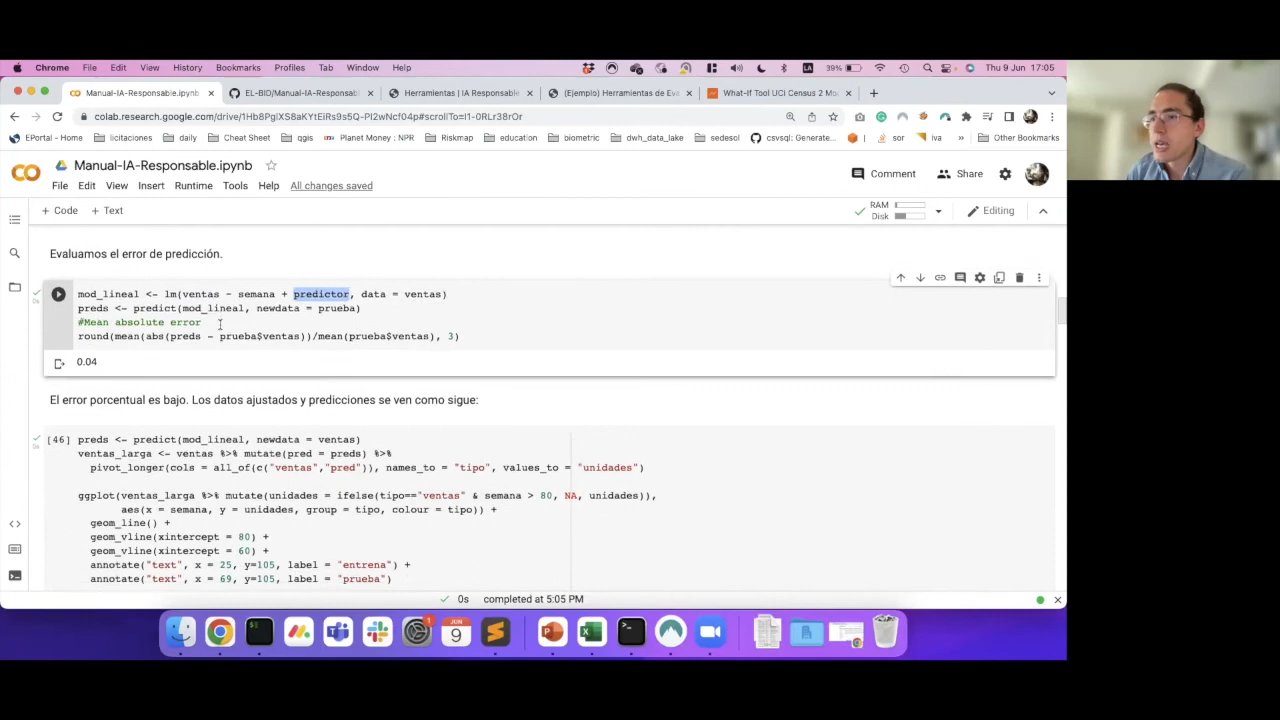 Chrome File Edit View History Bookmarks Profiles Tab Window Help 39% Thu 9 Jun 17:05
Manual-IA-Responsable.ipynb EL-BID/Manual-IA-Responsabl Herramientas | IA Responsable (Ejemplo) Herramientas de Eva What-If Tool UCI Census 2 Mod
colab.research.google.com/drive/1Hb8PgIXS8aKYtEiRs9s5Q-PI2wNcf04p#scrollTo=I1-0RLr38rOr
EPortal - Home licitaciones daily Cheat Sheet qgis Planet Money : NPR Riskmap education biometric dwh_data_lake sedesol csvsql: Generate... sor iva » Other Bookmarks
Manual-IA-Responsable.ipynb
File Edit View Insert Runtime Tools Help All changes saved
Comment Share
+ Code + Text
RAM
Disk
Editing
Evaluamos el error de predicción.
mod_lineal <- lm(ventas ~ semana + predictor, data = ventas)
preds <- predict(mod_lineal, newdata = prueba)
#Mean absolute error
round(mean(abs(preds - prueba$ventas))/mean(prueba$ventas), 3)
0.04
El error porcentual es bajo. Los datos ajustados y predicciones se ven como sigue:
[46] preds <- predict(mod_lineal, newdata = ventas)
ventas_larga <- ventas %>% mutate(pred = preds) %>%
pivot_longer(cols = all_of(c("ventas","pred")), names_to = "tipo", values_to = "unidades")
ggplot(ventas_larga %>% mutate(unidades = ifelse(tipo=="ventas" & semana > 80, NA, unidades)),
aes(x = semana, y = unidades, group = tipo, colour = tipo)) +
geom_line() +
geom_vline(xintercept = 80) +
geom_vline(xintercept = 60) +
annotate("text", x = 25, y=105, label = "entrena") +
annotate("text", x = 69, y=105, label = "prueba")
0s completed at 5:05 PM